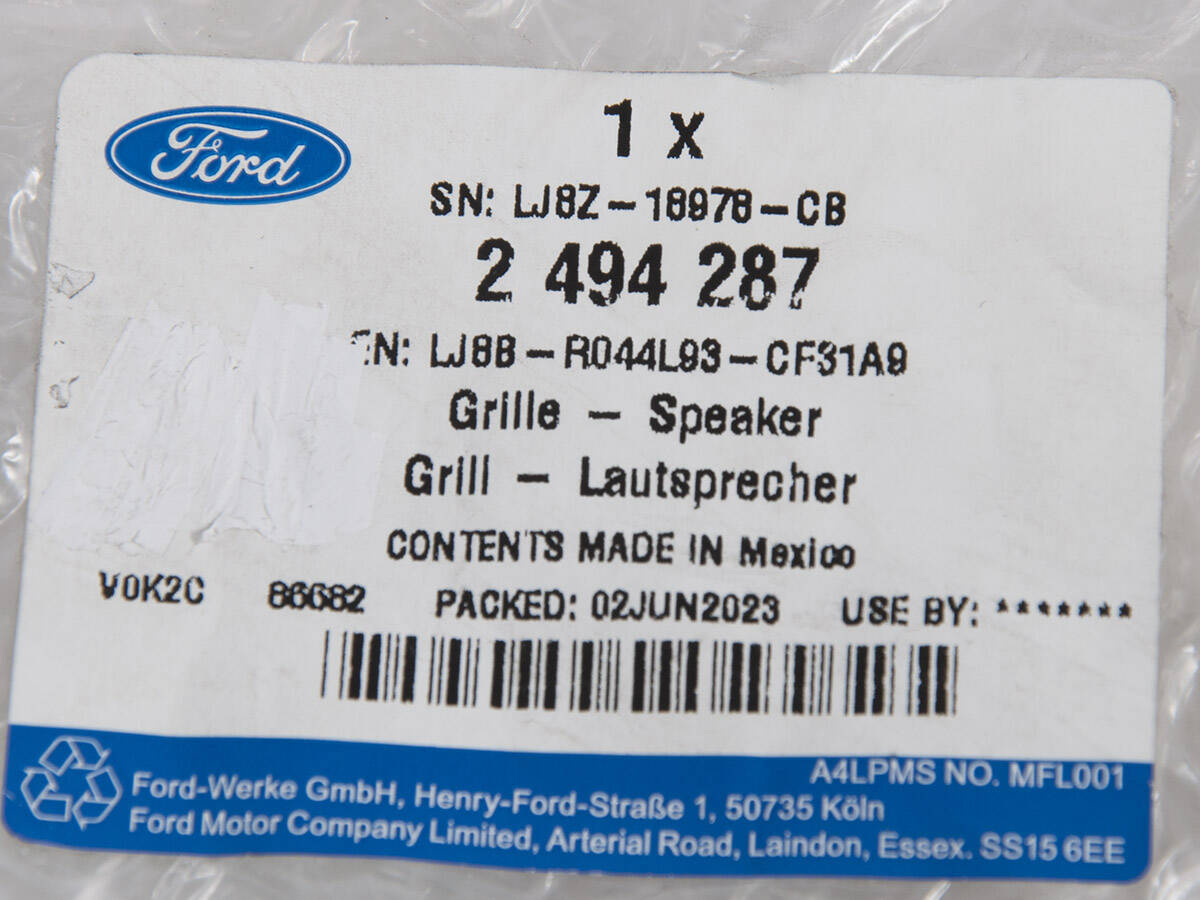 Ford
1 x
SN: LJ8Z-18978-CB
2 494 287
EN: LJ8B-R044L93-CF31A9
Grille - Speaker
Grill - Lautsprecher
CONTENTS MADE IN Mexico
V0K2C 86682 PACKED: 02JUN2023 USE BY: *******
A4LPMS NO. MFL001
Ford-Werke GmbH, Henry-Ford-Straße 1, 50735 Köln
Ford Motor Company Limited, Arterial Road, Laindon, Essex. SS15 6EE